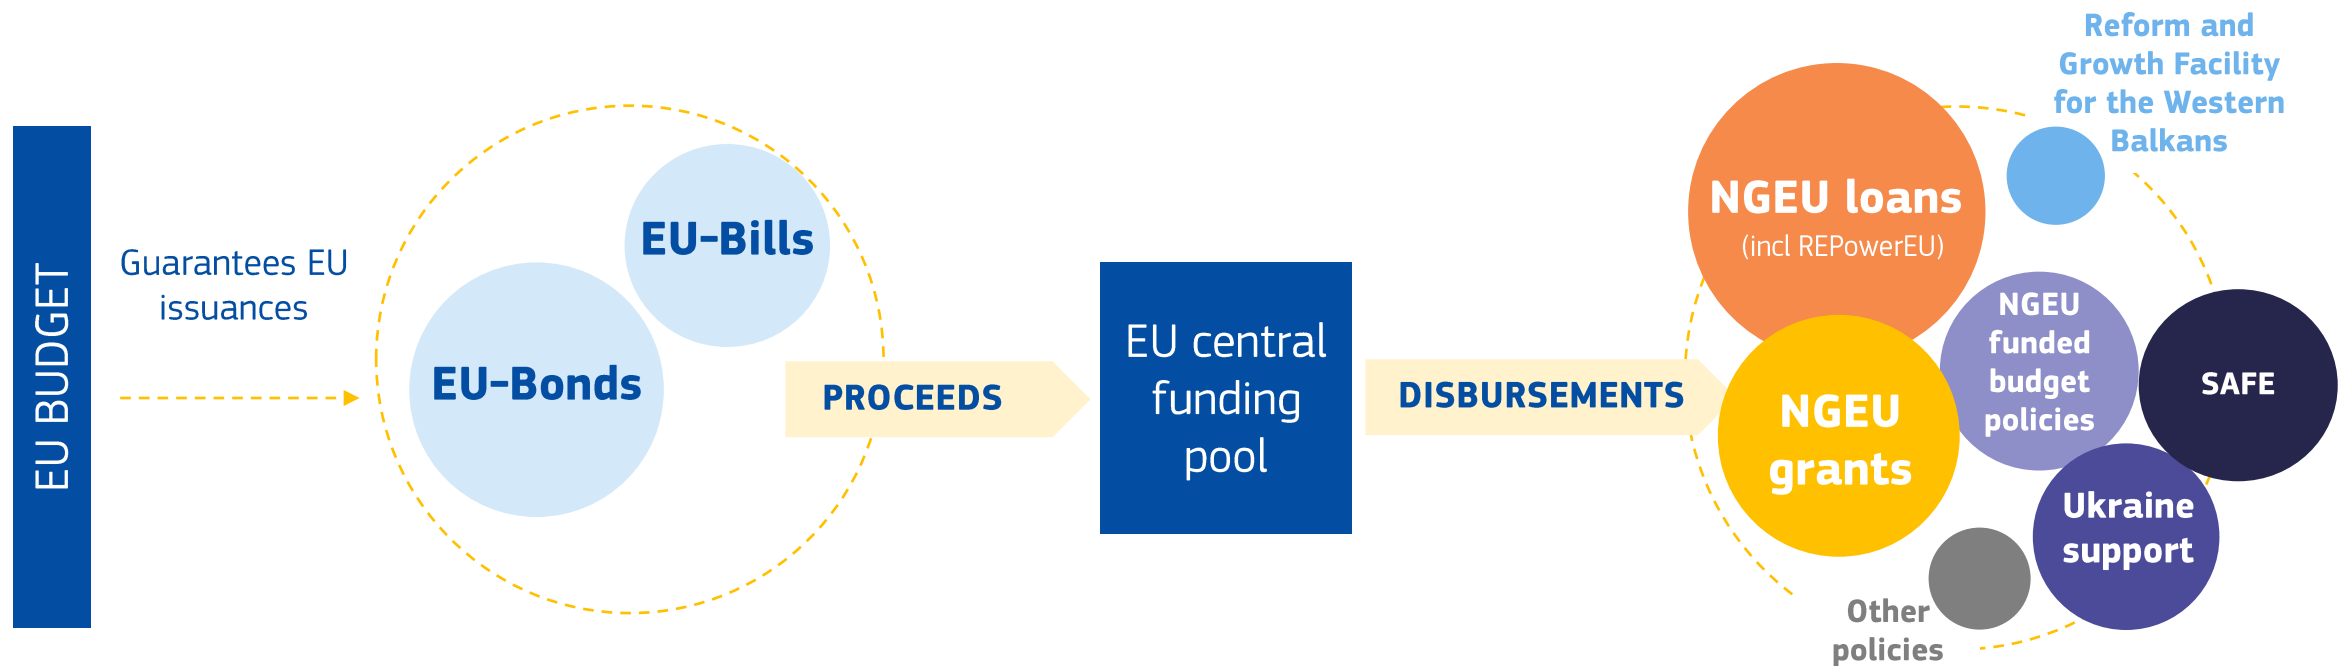 EU BUDGET
Guarantees EU
issuances
EU-Bills
EU-Bonds
PROCEEDS
EU central
funding
pool
DISBURSEMENTS
Reform and
Growth Facility
for the Western
Balkans
NGEU loans
(incl REPowerEU)
NGEU
funded
budget
policies
SAFE
NGEU
grants
Ukraine
support
Other
policies